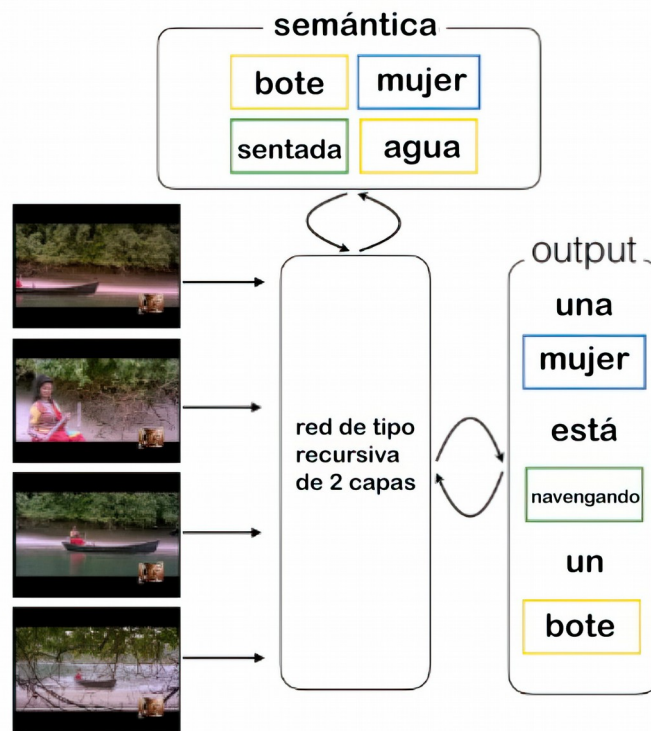 semántica
bote mujer
sentada agua
red de tipo
recursiva
de 2 capas
output
una
mujer
está
navengando
un
bote